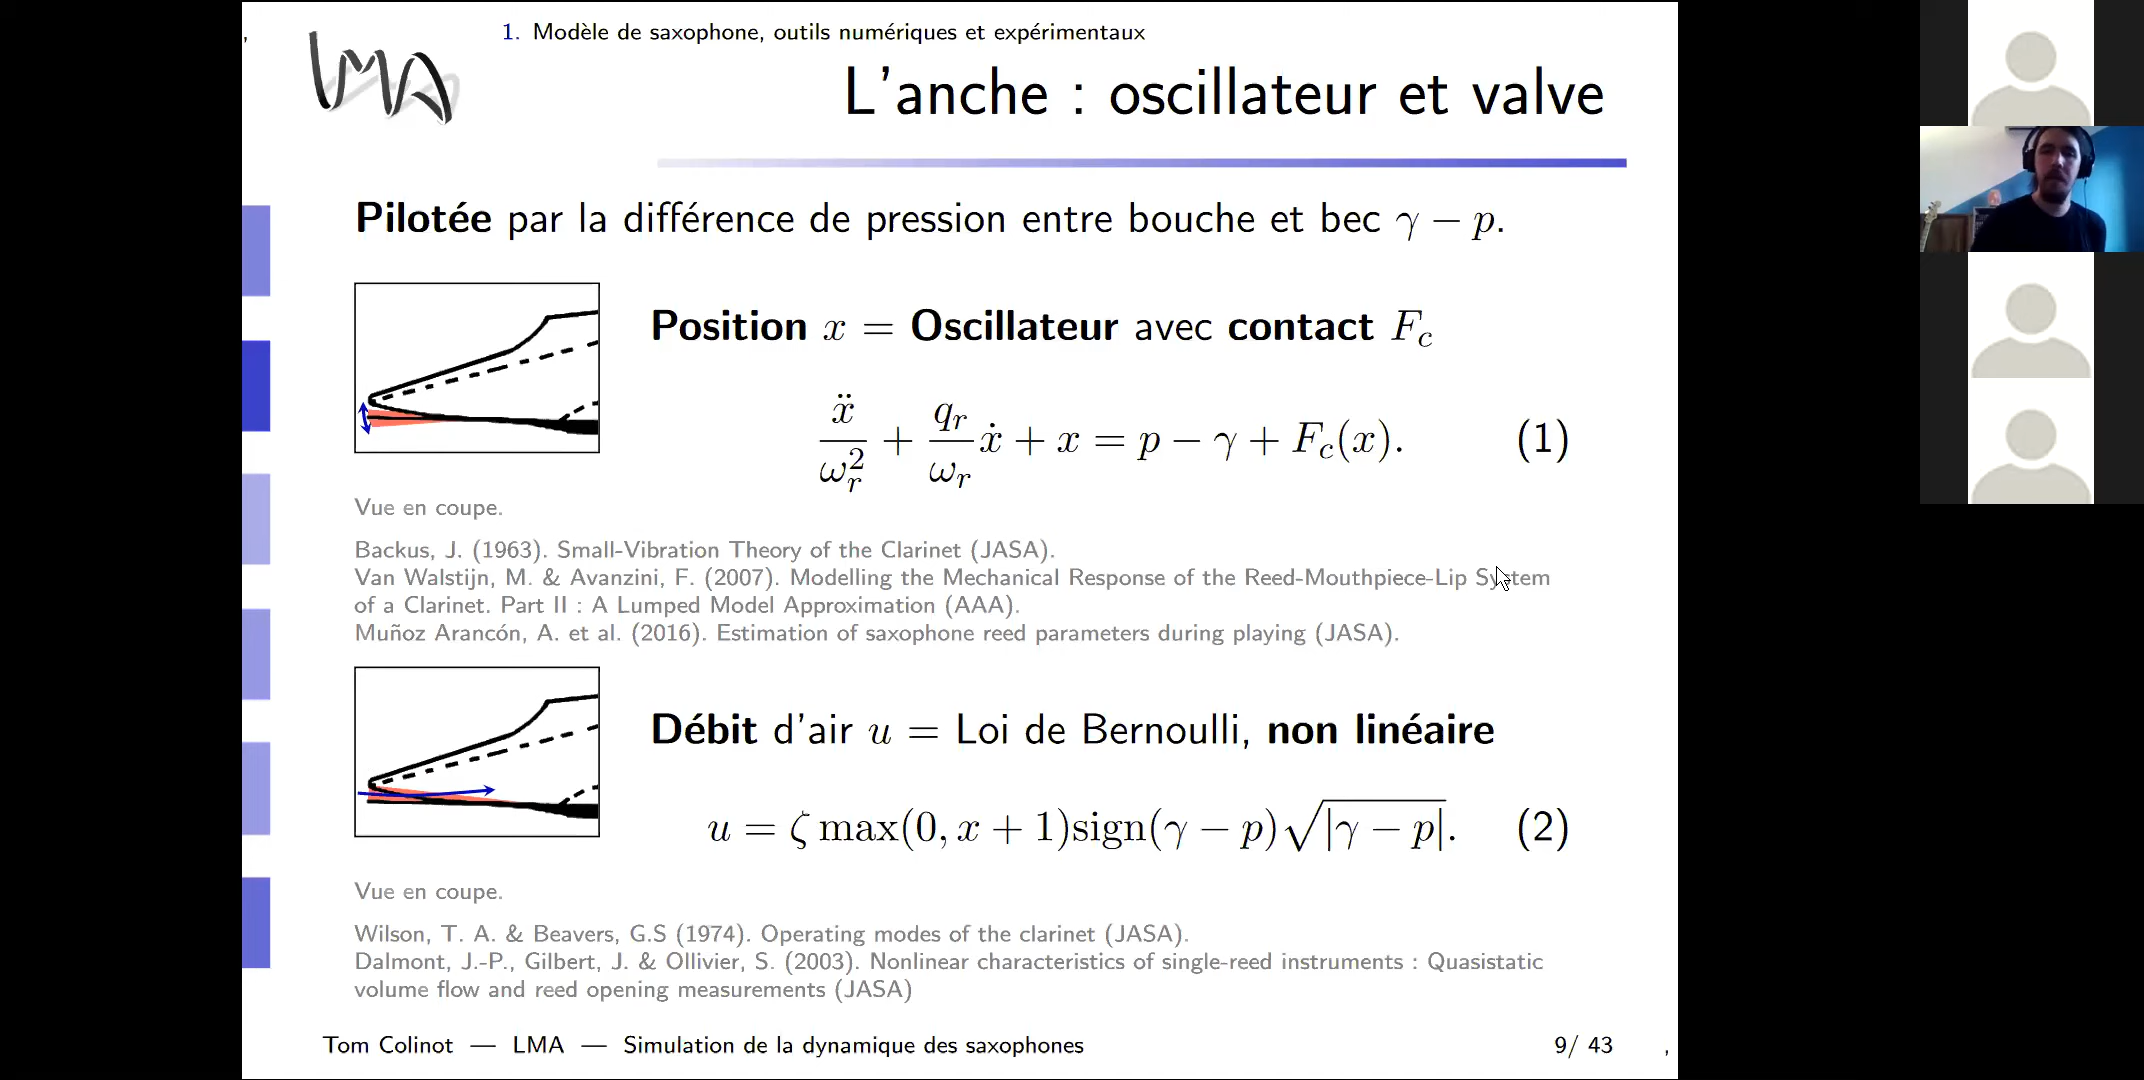 1. Modèle de saxophone, outils numériques et expérimentaux
LMA
L'anche : oscillateur et valve
Pilotée par la différence de pression entre bouche et bec γ − p.
Position x = Oscillateur avec contact F_c
ẍ/ω_r^2 + q_r/ω_r ẋ + x = p − γ + F_c(x). (1)
Vue en coupe.
Backus, J. (1963). Small-Vibration Theory of the Clarinet (JASA).
Van Walstijn, M. & Avanzini, F. (2007). Modelling the Mechanical Response of the Reed-Mouthpiece-Lip System
of a Clarinet. Part II : A Lumped Model Approximation (AAA).
Muñoz Arancón, A. et al. (2016). Estimation of saxophone reed parameters during playing (JASA).
Débit d'air u = Loi de Bernoulli, non linéaire
u = ζ max(0, x + 1)sign(γ − p)√|γ − p|. (2)
Vue en coupe.
Wilson, T. A. & Beavers, G.S (1974). Operating modes of the clarinet (JASA).
Dalmont, J.-P., Gilbert, J. & Ollivier, S. (2003). Nonlinear characteristics of single-reed instruments : Quasistatic
volume flow and reed opening measurements (JASA)
Tom Colinot — LMA — Simulation de la dynamique des saxophones 9/ 43